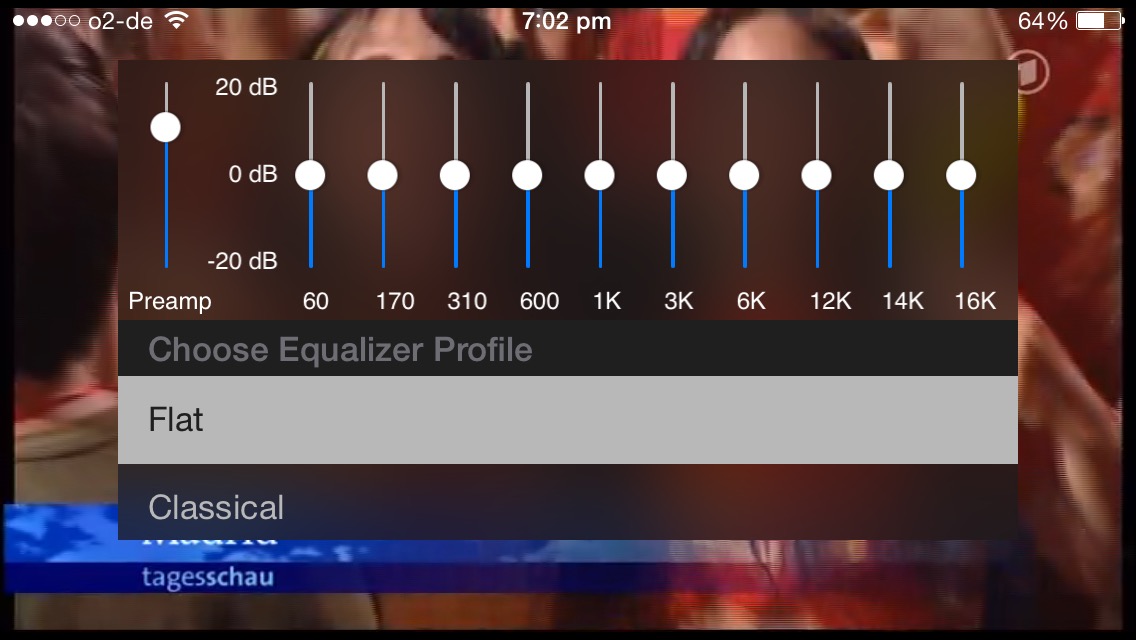 o2-de 7:02 pm 64%
20 dB
0 dB
-20 dB
Preamp 60 170 310 600 1K 3K 6K 12K 14K 16K
Choose Equalizer Profile
Flat
Classical
tagesschau